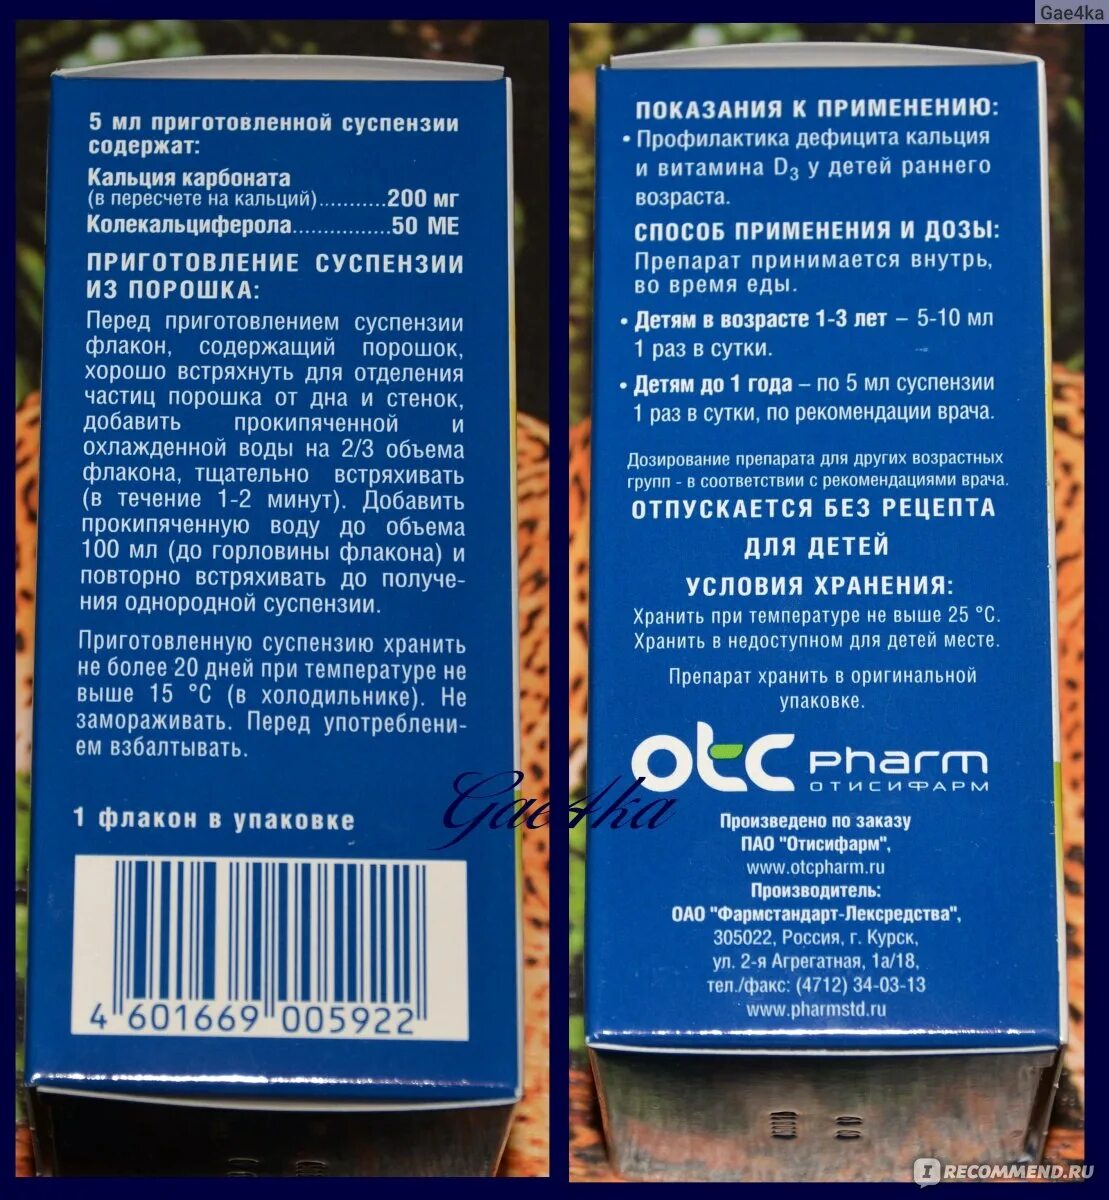 Gae4ka
5 мл приготовленной суспензии
содержат:
Кальция карбоната
(в пересчете на кальций)...........200 мг
Колекальциферола................50 МЕ
ПРИГОТОВЛЕНИЕ СУСПЕНЗИИ
ИЗ ПОРОШКА:
Перед приготовлением суспензии
флакон, содержащий порошок,
хорошо встряхнуть для отделения
частиц порошка от дна и стенок,
добавить прокипяченной и
охлажденной воды на 2/3 объема
флакона, тщательно встряхивать
(в течение 1-2 минут). Добавить
прокипяченную воду до объема
100 мл (до горловины флакона) и
повторно встряхивать до получе-
ния однородной суспензии.
Приготовленную суспензию хранить
не более 20 дней при температуре не
выше 15 °С (в холодильнике). Не
замораживать. Перед употреблени-
ем взбалтывать.
1 флакон в упаковке
4 601669 005922
ПОКАЗАНИЯ К ПРИМЕНЕНИЮ:
• Профилактика дефицита кальция
и витамина D3 у детей раннего
возраста.
СПОСОБ ПРИМЕНЕНИЯ И ДОЗЫ:
Препарат принимается внутрь,
во время еды.
• Детям в возрасте 1-3 лет – 5-10 мл
1 раз в сутки.
• Детям до 1 года – по 5 мл суспензии
1 раз в сутки, по рекомендации врача.
Дозирование препарата для других возрастных
групп - в соответствии с рекомендациями врача.
ОТПУСКАЕТСЯ БЕЗ РЕЦЕПТА
ДЛЯ ДЕТЕЙ
УСЛОВИЯ ХРАНЕНИЯ:
Хранить при температуре не выше 25 °С.
Хранить в недоступном для детей месте.
Препарат хранить в оригинальной
упаковке.
otc pharm
ОТИСИФАРМ
Gae4ka
Произведено по заказу
ПАО "Отисифарм",
www.otcpharm.ru
Производитель:
ОАО "Фармстандарт-Лексредства",
305022, Россия, г. Курск,
ул. 2-я Агрегатная, 1а/18,
тел./факс: (4712) 34-03-13
www.pharmstd.ru
IRECOMMEND.RU